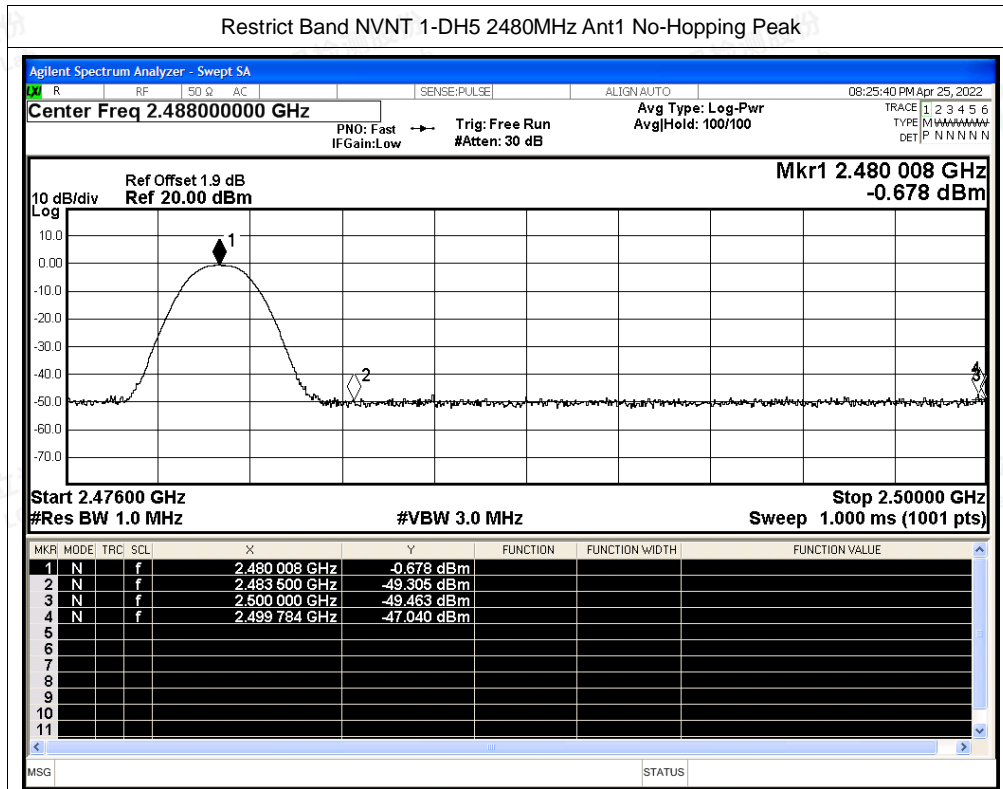 Restrict Band NVNT 1-DH5 2480MHz Ant1 No-Hopping Peak
Agilent Spectrum Analyzer - Swept SA
LXI R RF 50 Ω AC SENSE:PULSE ALIGN AUTO 08:25:40 PM Apr 25, 2022
Center Freq 2.488000000 GHz
PNO: Fast
IFGain:Low
Trig: Free Run
#Atten: 30 dB
Avg Type: Log-Pwr
Avg|Hold: 100/100
TRACE 1 2 3 4 5 6
TYPE M
DET P N N N N N
Mkr1 2.480 008 GHz
-0.678 dBm
Ref Offset 1.9 dB
10 dB/div Ref 20.00 dBm
Log
10.0
0.00
-10.0
-20.0
-30.0
-40.0
-50.0
-60.0
-70.0
1
2
4
3
Start 2.47600 GHz Stop 2.50000 GHz
#Res BW 1.0 MHz #VBW 3.0 MHz Sweep 1.000 ms (1001 pts)
MKR MODE TRC SCL X Y FUNCTION FUNCTION WIDTH FUNCTION VALUE
1 N f 2.480 008 GHz -0.678 dBm
2 N f 2.483 500 GHz -49.305 dBm
3 N f 2.500 000 GHz -49.463 dBm
4 N f 2.499 784 GHz -47.040 dBm
5
6
7
8
9
10
11
MSG STATUS